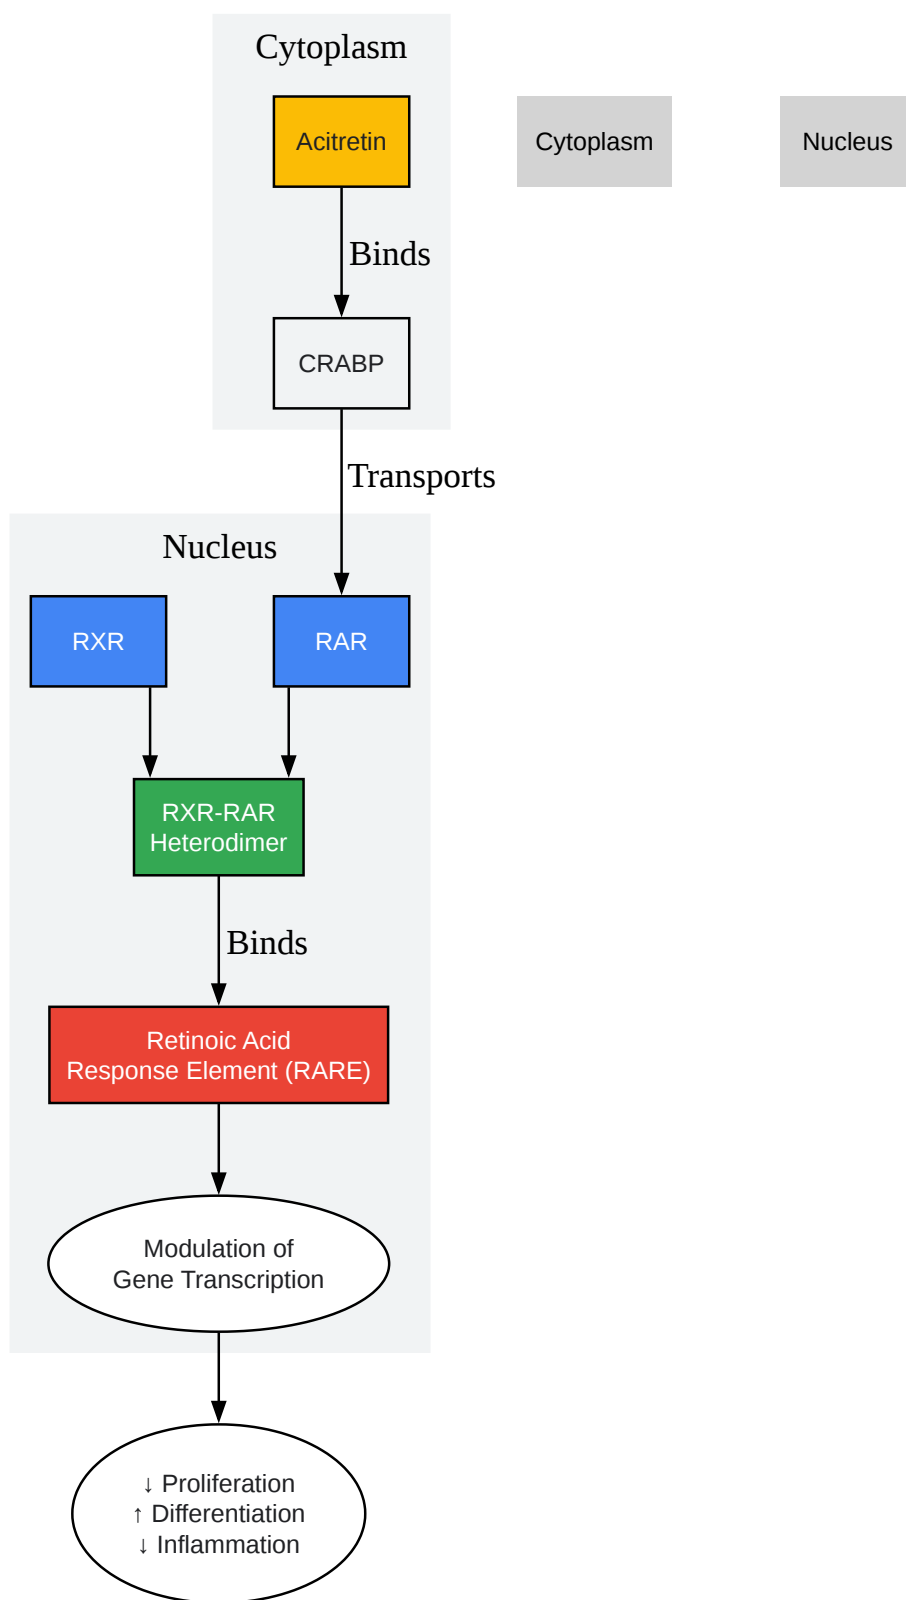 Cytoplasm
Acitretin
Cytoplasm
Nucleus
Binds
CRABP
Transports
Nucleus
RXR
RAR
RXR-RAR
Heterodimer
Binds
Retinoic Acid
Response Element (RARE)
Modulation of
Gene Transcription
↓ Proliferation
↑ Differentiation
↓ Inflammation